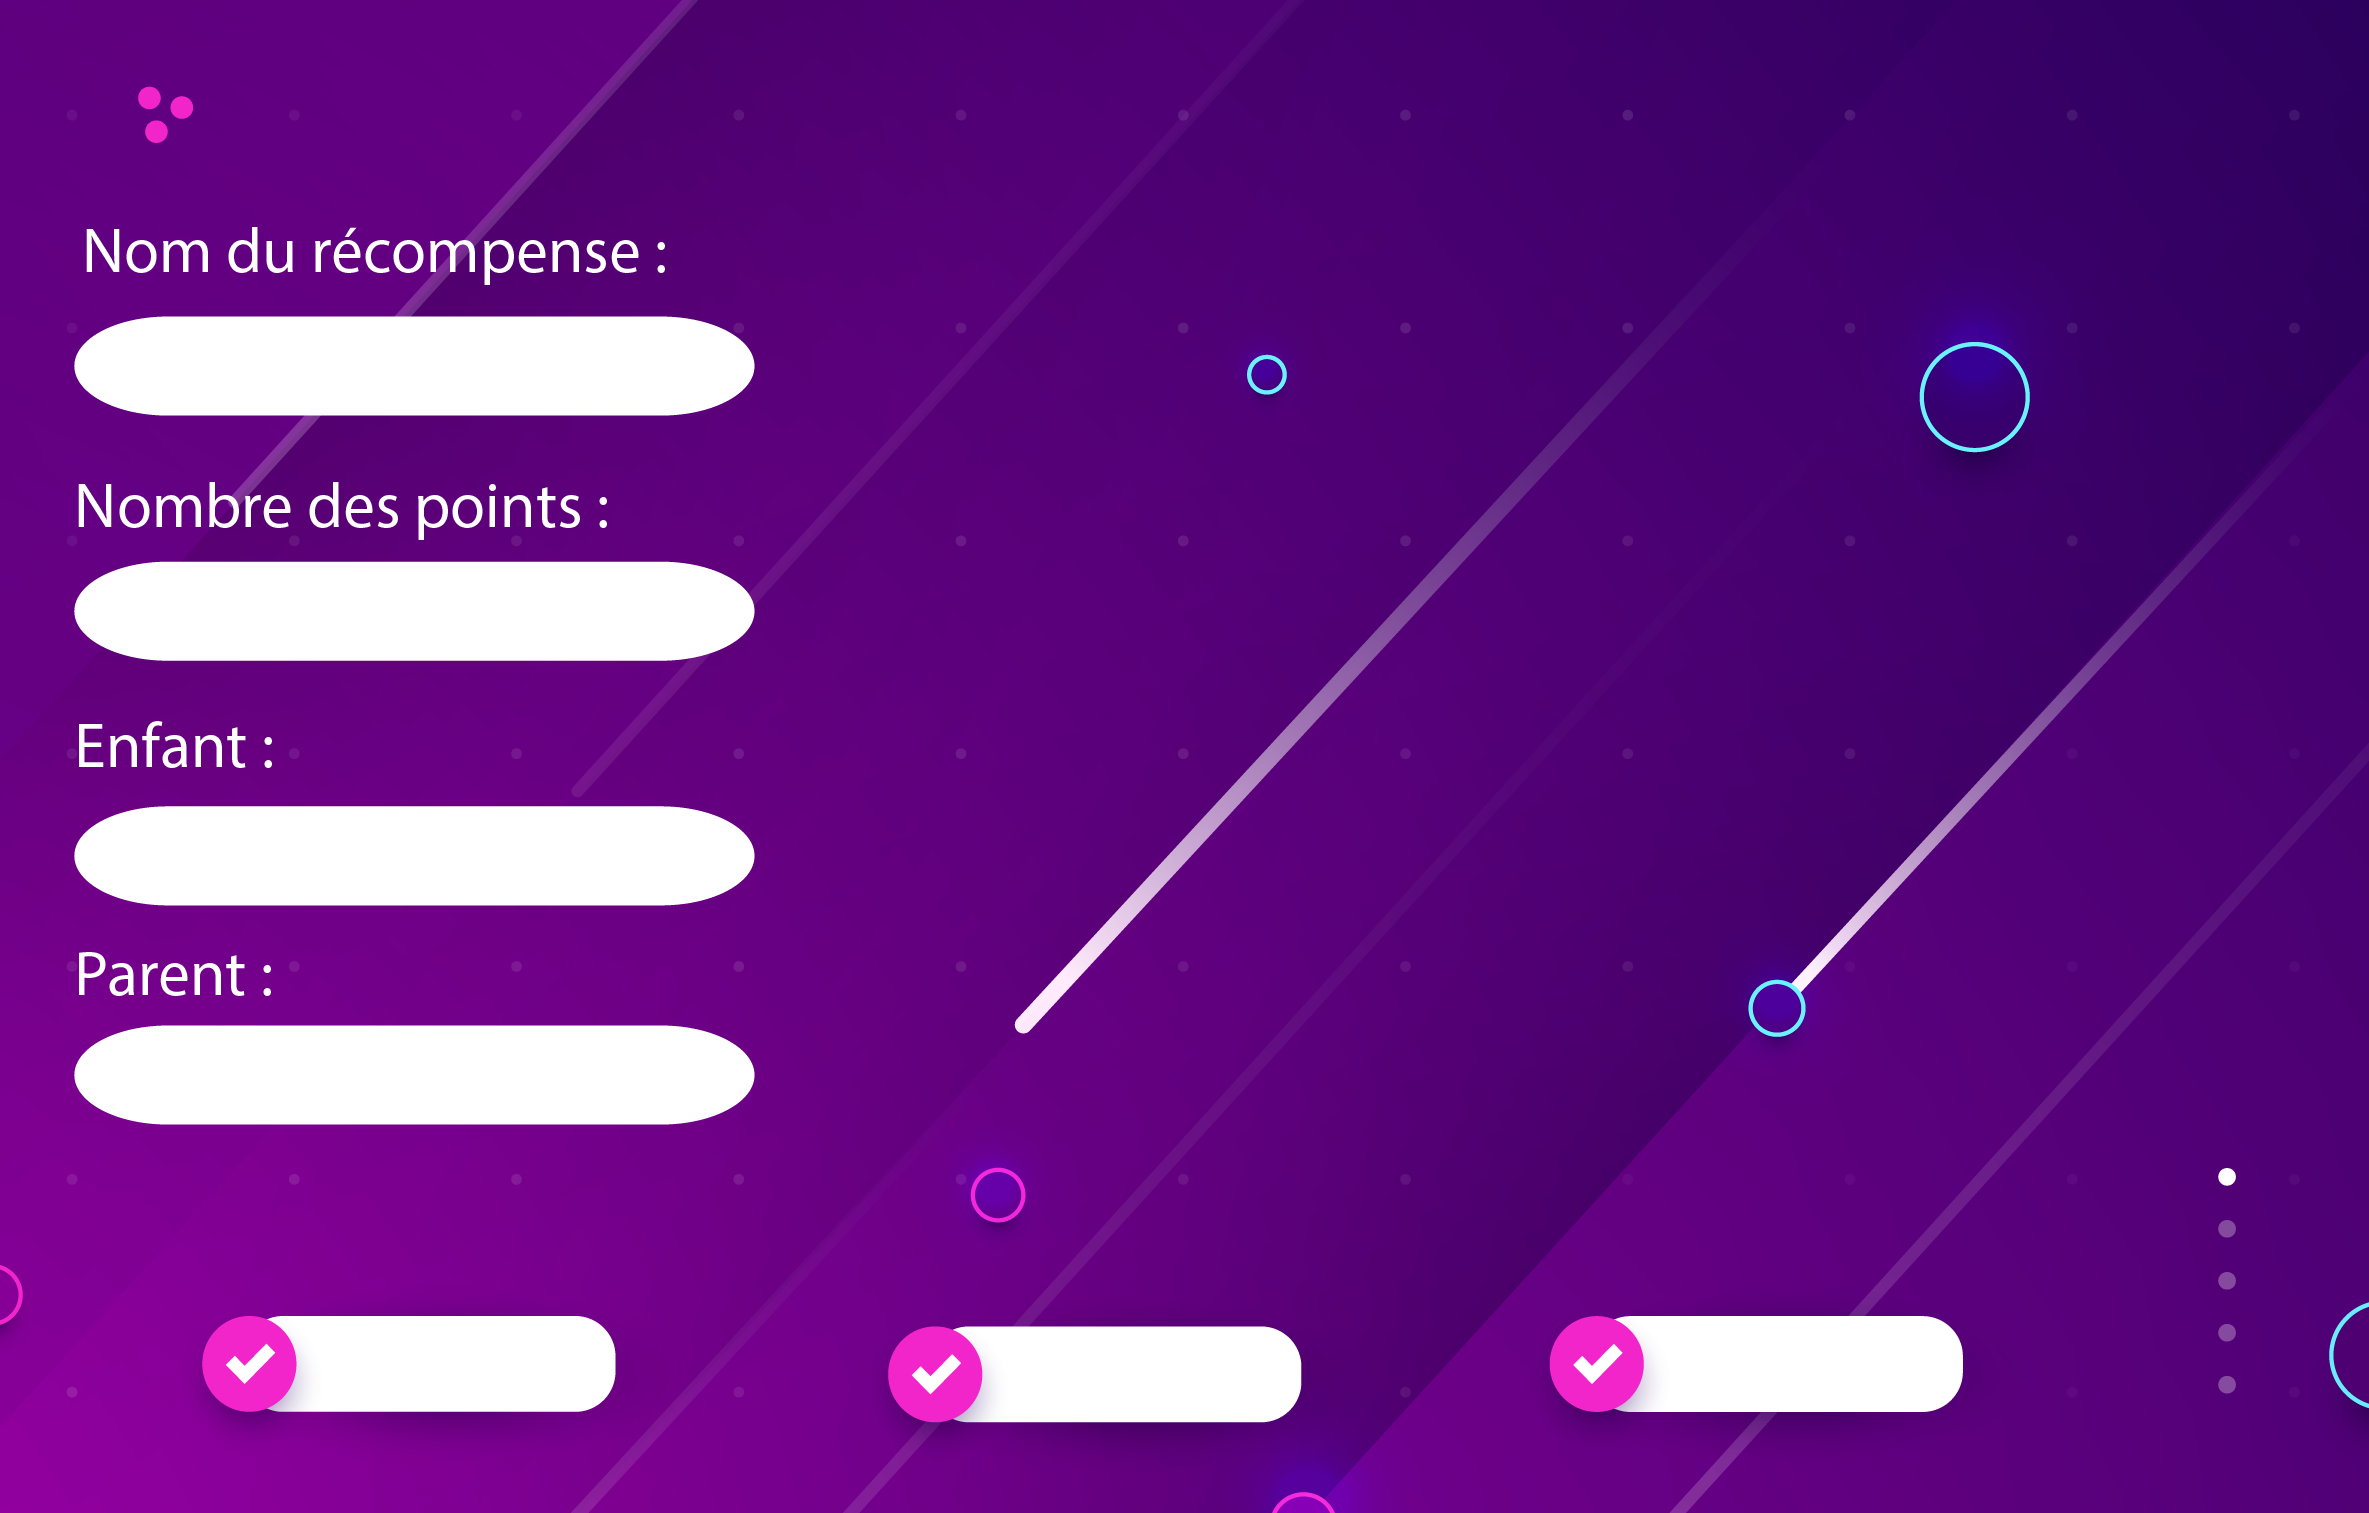 Nom du récompense :
Nombre des points :
Enfant :
Parent :